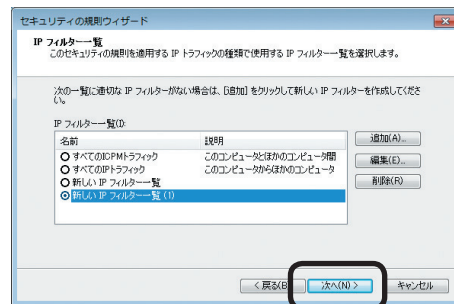 セキュリティの規則ウィザード
IP フィルター一覧
このセキュリティの規則を適用する IP トラフィックの種類で使用する IP フィルター一覧を選択します。
次の一覧に適切な IP フィルターがない場合は、[追加] をクリックして新しい IP フィルターを作成してくださ
い。
IP フィルター一覧(I):
名前 説明 追加(A)...
すべてのICPMトラフィック このコンピュータとほかのコンピュータ間
すべてのIPトラフィック このコンピュータからほかのコンピュータ 編集(E)...
新しい IP フィルター一覧 削除(R)
新しい IP フィルター一覧 (1)
< 戻る(B) 次へ(N) > キャンセル